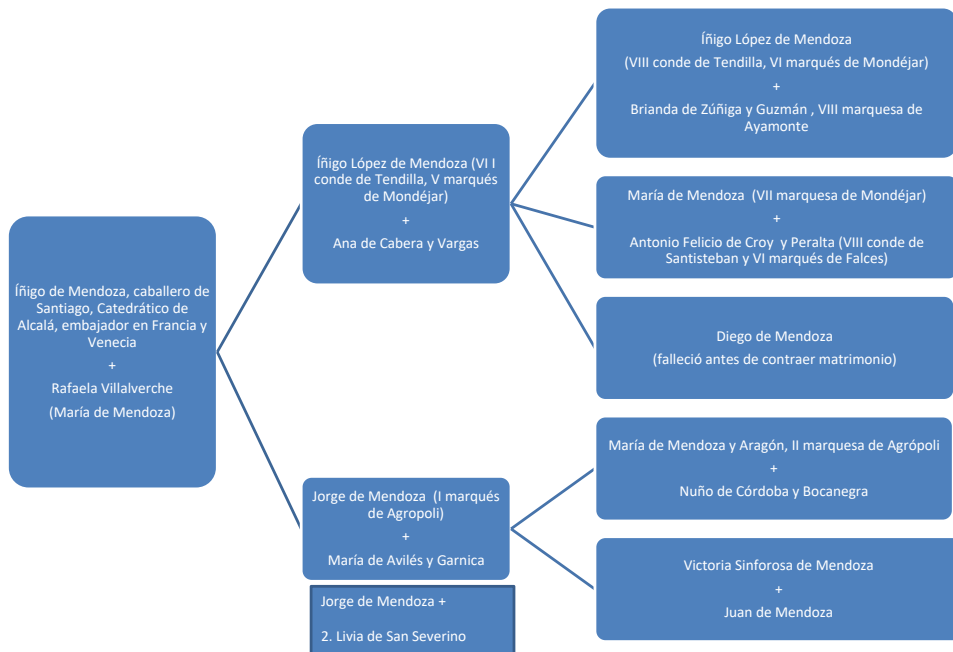 Íñigo de Mendoza, caballero de
Santiago, Catedrático de
Alcalá, embajador en Francia y
Venecia
+
Rafaela Villalverche
(María de Mendoza)
Íñigo López de Mendoza (VI I
conde de Tendilla, V marqués
de Mondéjar)
+
Ana de Cabera y Vargas
Íñigo López de Mendoza
(VIII conde de Tendilla, VI marqués de Mondéjar)
+
Brianda de Zúñiga y Guzmán , VIII marquesa de
Ayamonte
María de Mendoza (VII marquesa de Mondéjar)
+
Antonio Felicio de Croy y Peralta (VIII conde de
Santisteban y VI marqués de Falces)
Diego de Mendoza
(falleció antes de contraer matrimonio)
Jorge de Mendoza (I marqués
de Agropoli)
+
María de Avilés y Garnica
Jorge de Mendoza +
2. Livia de San Severino
María de Mendoza y Aragón, II marquesa de Agrópoli
+
Nuño de Córdoba y Bocanegra
Victoria Sinforosa de Mendoza
+
Juan de Mendoza